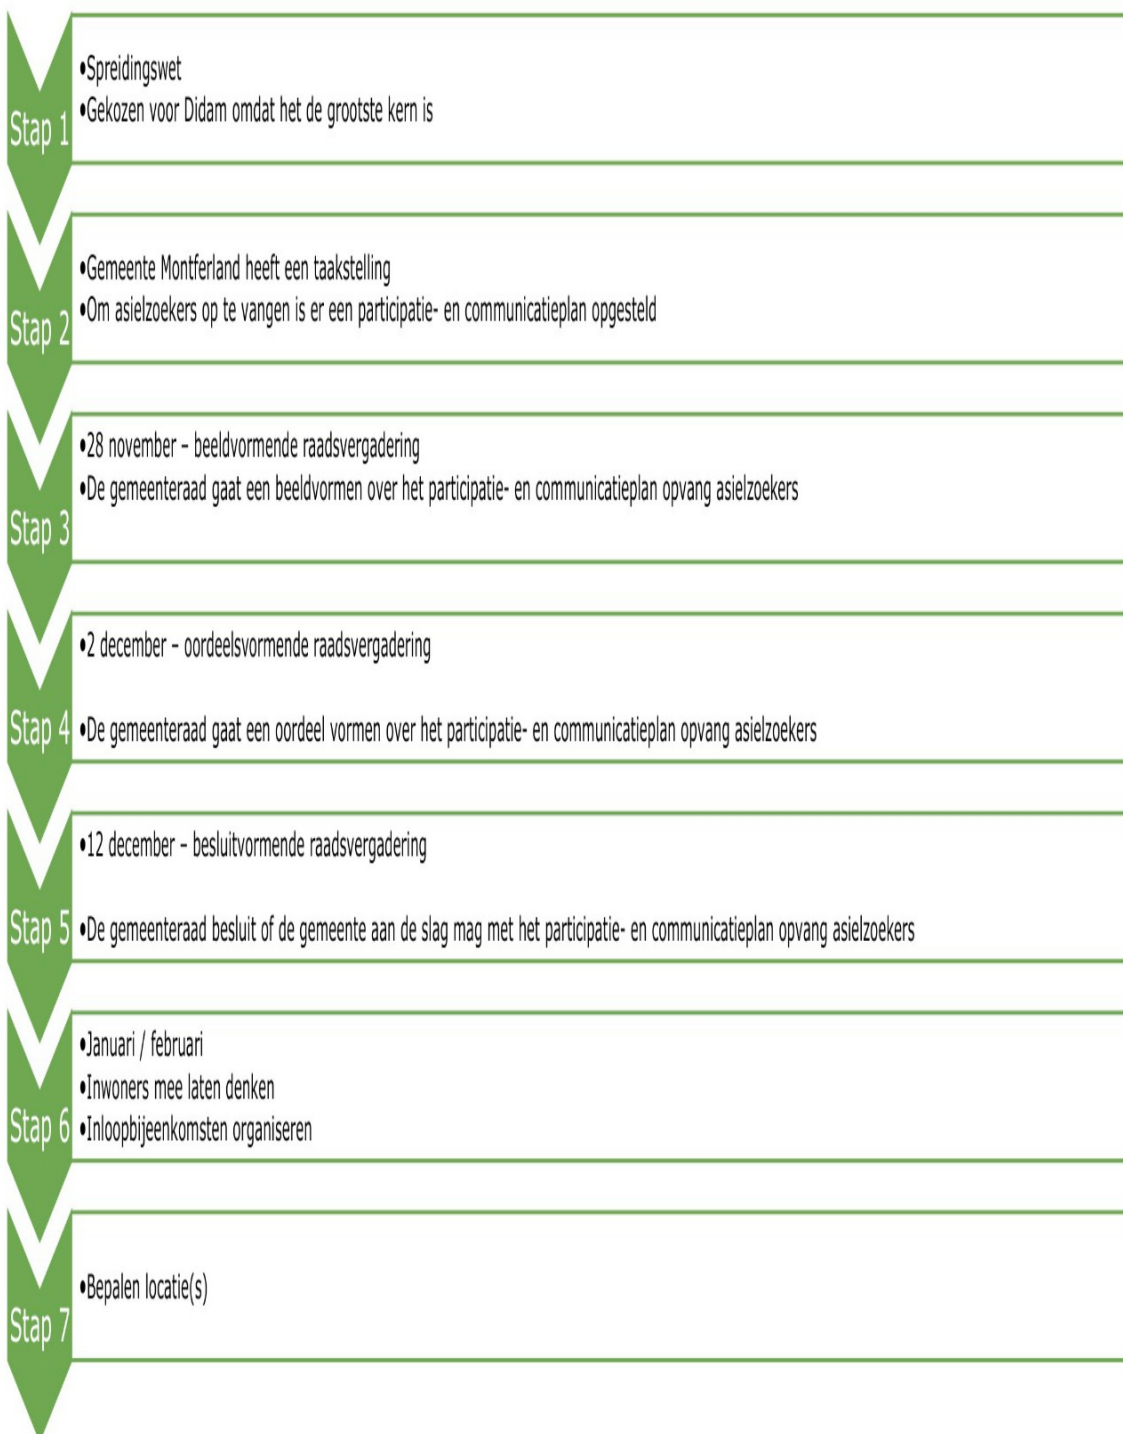 Stap 1
•Spreidingswet
•Gekozen voor Didam omdat het de grootste kern is
Stap 2
•Gemeente Montferland heeft een taakstelling
•Om asielzoekers op te vangen is er een participatie- en communicatieplan opgesteld
Stap 3
•28 november – beeldvormende raadsvergadering
•De gemeenteraad gaat een beeldvormen over het participatie- en communicatieplan opvang asielzoekers
Stap 4
•2 december – oordeelsvormende raadsvergadering
•De gemeenteraad gaat een oordeel vormen over het participatie- en communicatieplan opvang asielzoekers
Stap 5
•12 december – besluitvormende raadsvergadering
•De gemeenteraad besluit of de gemeente aan de slag mag met het participatie- en communicatieplan opvang asielzoekers
Stap 6
•Januari / februari
•Inwoners mee laten denken
•Inloopbijeenkomsten organiseren
Stap 7
•Bepalen locatie(s)